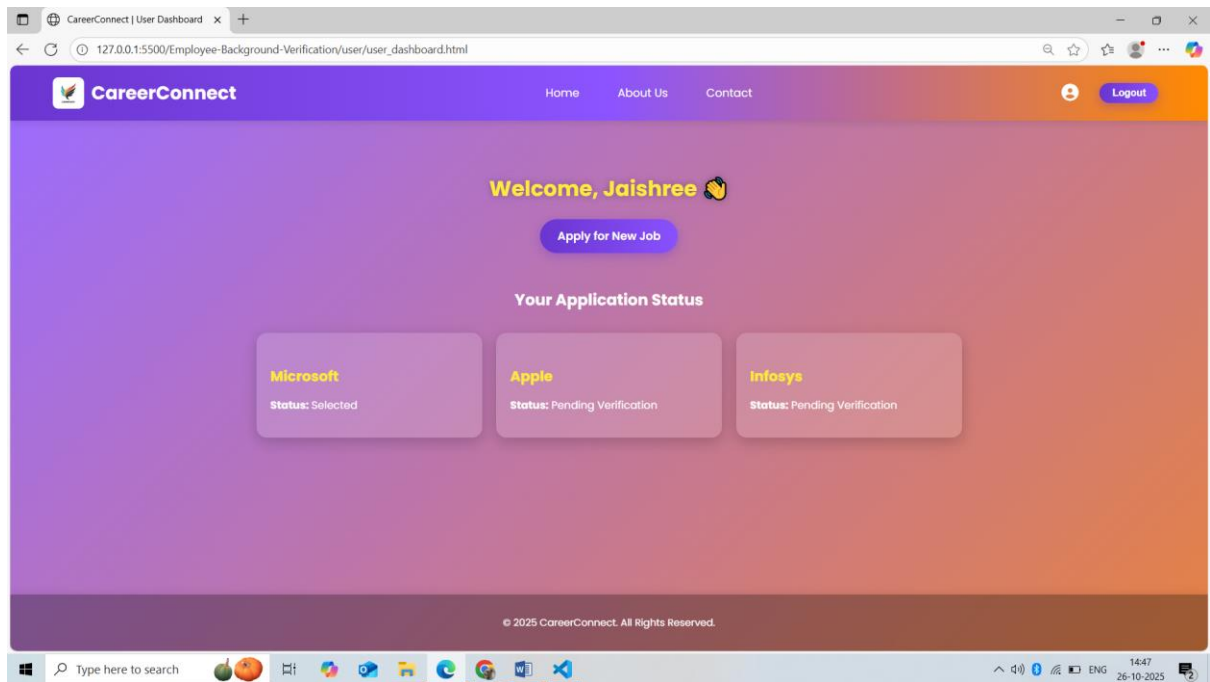 CareerConnect | User Dashboard
127.0.0.1:5500/Employee-Background-Verification/user/user_dashboard.html
CareerConnect Home About Us Contact Logout
Welcome, Jaishree 👋
Apply for New Job
Your Application Status
Microsoft Apple Infosys
Status: Selected Status: Pending Verification Status: Pending Verification
© 2025 CareerConnect. All Rights Reserved.
Type here to search ENG 14:47
26-10-2025 2